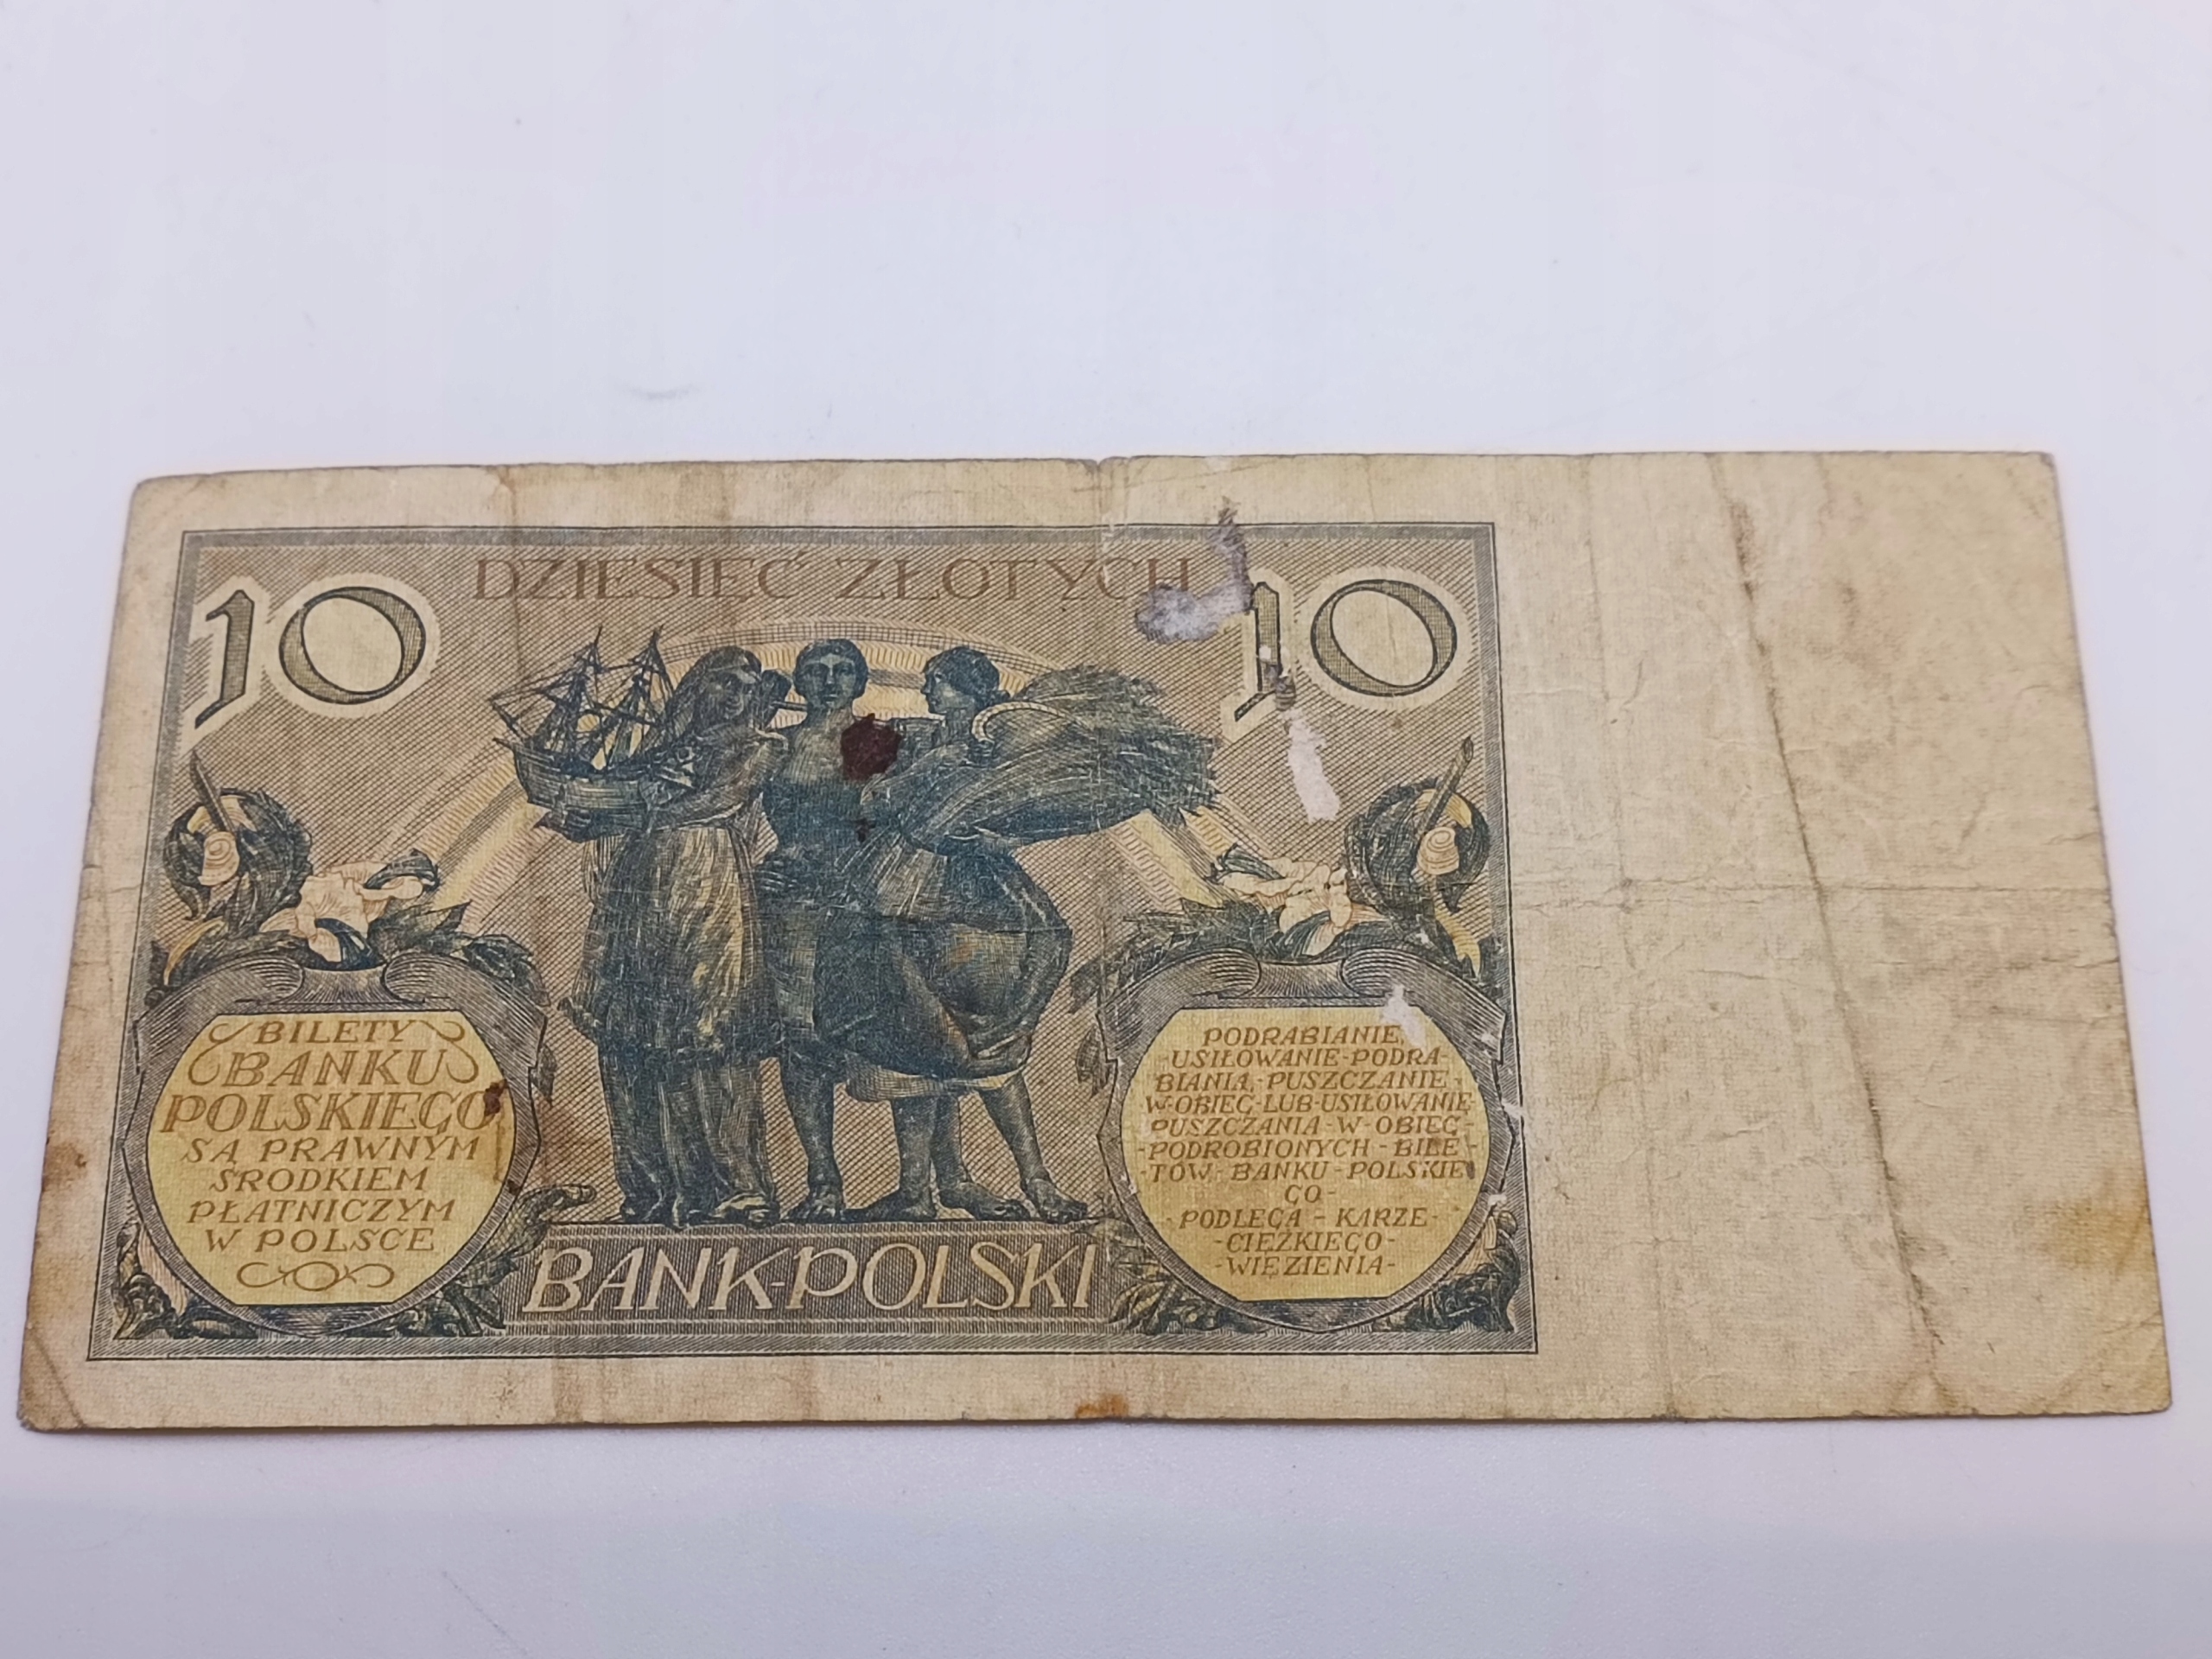 DZIESIĘĆ ZŁOTYCH
10
10
BILETY
BANKU
POLSKIEGO
SĄ PRAWNYM
ŚRODKIEM
PŁATNICZYM
W POLSCE
PODRABIANIE,
-USIŁOWANIE-PODRA-
BIANIA,-PUSZCZANIE-
W-OBIEG-LUB-USIŁOWANIE
PUSZCZANIA-W-OBIEG-
-PODROBIONYCH-BILE-
-TÓW-BANKU-POLSKIE
GO-
-PODLEGA-KARZE-
-CIĘŻKIEGO-
-WIĘZIENIA-
BANK-POLSKI